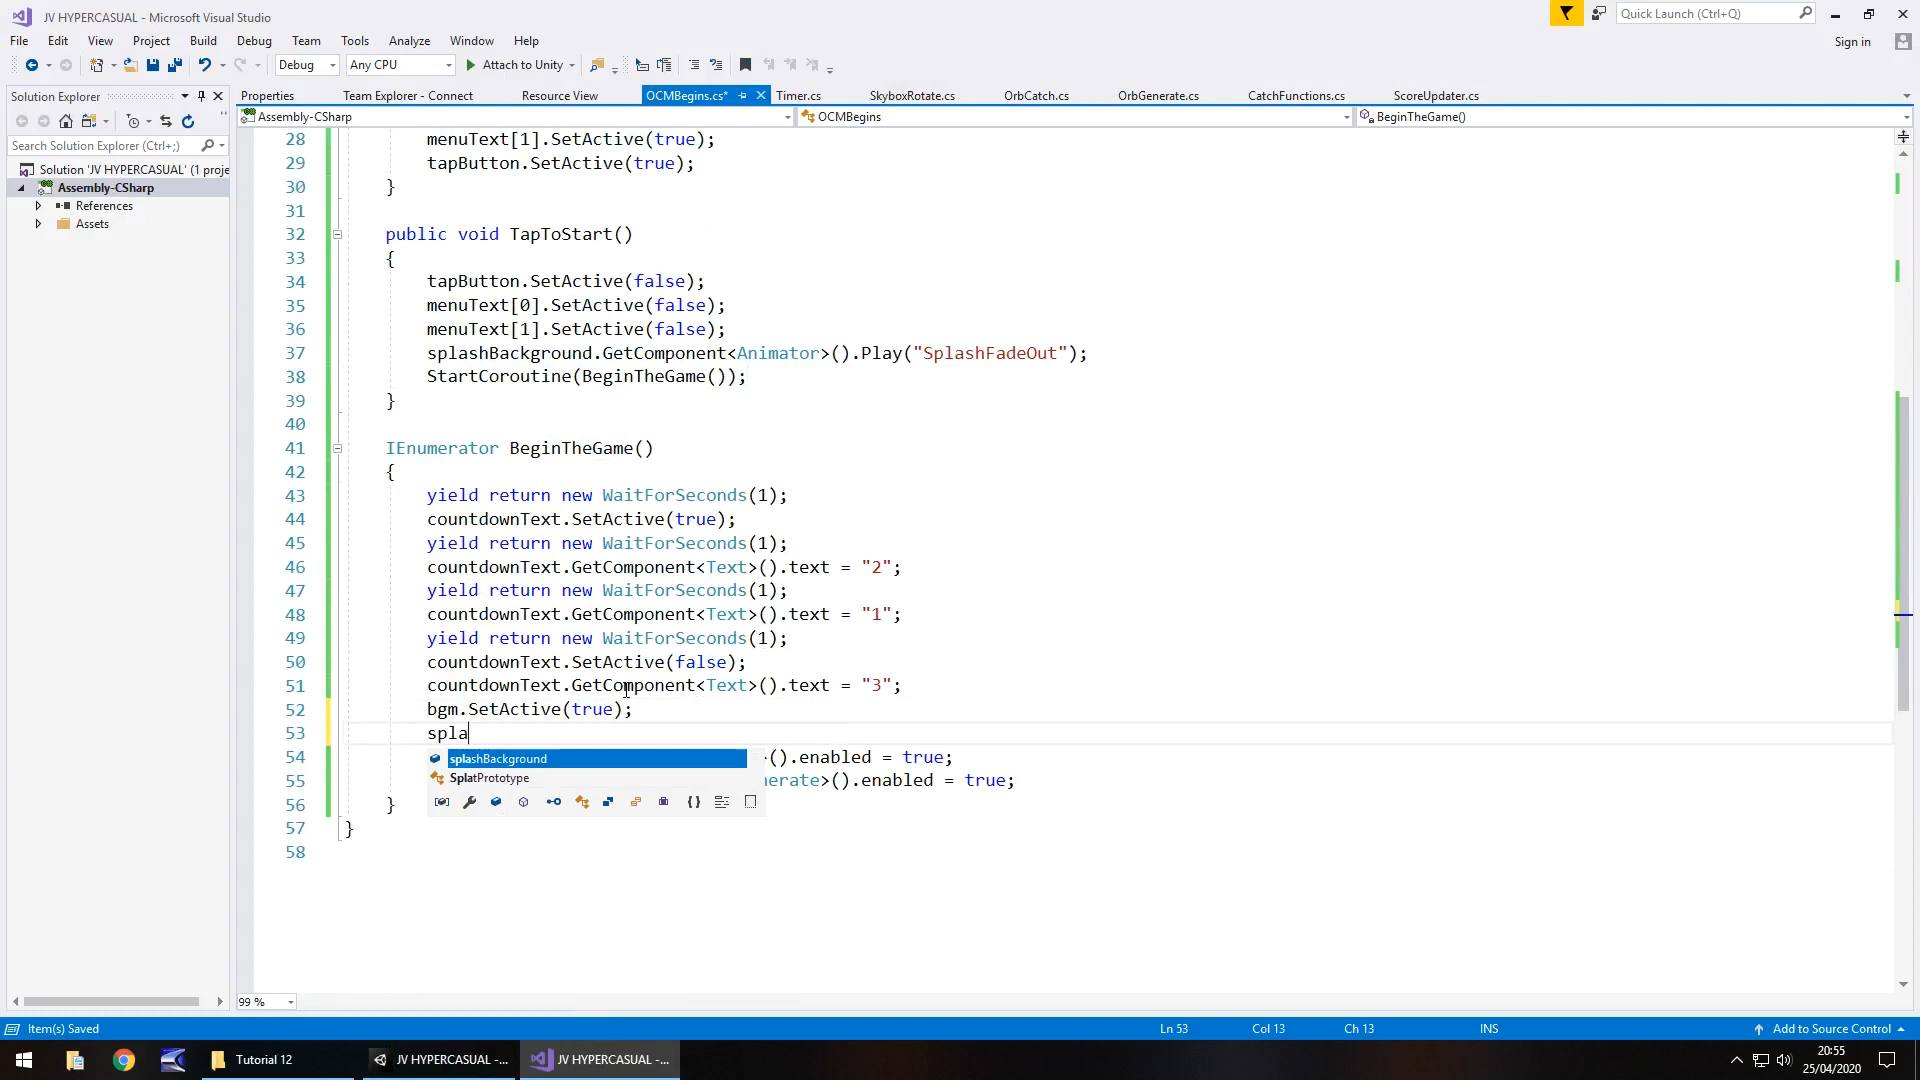 JV HYPERCASUAL - Microsoft Visual Studio
Quick Launch (Ctrl+Q)
File Edit View Project Build Debug Team Tools Analyze Window Help
Sign in
Debug Any CPU Attach to Unity
Solution Explorer
Properties Team Explorer - Connect Resource View OCMBegins.cs* Timer.cs SkyboxRotate.cs OrbCatch.cs OrbGenerate.cs CatchFunctions.cs ScoreUpdater.cs
Assembly-CSharp OCMBegins BeginTheGame()
Search Solution Explorer (Ctrl+;)
Solution 'JV HYPERCASUAL' (1 proje
Assembly-CSharp
References
Assets
28 menuText[1].SetActive(true);
29 tapButton.SetActive(true);
30 }
31
32 public void TapToStart()
33 {
34 tapButton.SetActive(false);
35 menuText[0].SetActive(false);
36 menuText[1].SetActive(false);
37 splashBackground.GetComponent<Animator>().Play("SplashFadeOut");
38 StartCoroutine(BeginTheGame());
39 }
40
41 IEnumerator BeginTheGame()
42 {
43 yield return new WaitForSeconds(1);
44 countdownText.SetActive(true);
45 yield return new WaitForSeconds(1);
46 countdownText.GetComponent<Text>().text = "2";
47 yield return new WaitForSeconds(1);
48 countdownText.GetComponent<Text>().text = "1";
49 yield return new WaitForSeconds(1);
50 countdownText.SetActive(false);
51 countdownText.GetComponent<Text>().text = "3";
52 bgm.SetActive(true);
53 spla
splashBackground
SplatPrototype
54 >().enabled = true;
55 nerate>().enabled = true;
56 }
57 }
58
99 %
Item(s) Saved Ln 53 Col 13 Ch 13 INS Add to Source Control
Tutorial 12 JV HYPERCASUAL -... JV HYPERCASUAL -...
20:55
25/04/2020